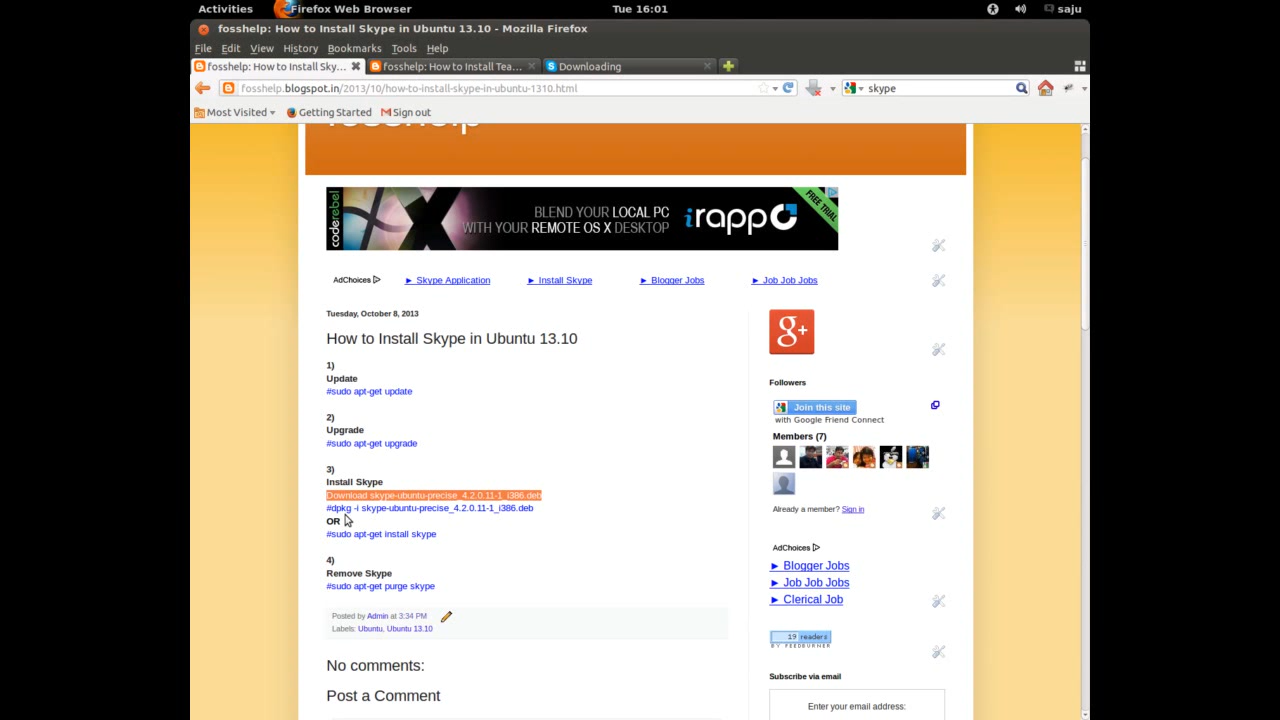 Activities Firefox Web Browser Tue 16:01 saju
fosshelp: How to Install Skype in Ubuntu 13.10 - Mozilla Firefox
File Edit View History Bookmarks Tools Help
fosshelp: How to Install Sky... fosshelp: How to Install Tea... Downloading
fosshelp.blogspot.in/2013/10/how-to-install-skype-in-ubuntu-1310.html skype
Most Visited Getting Started Sign out
coderebel
BLEND YOUR LOCAL PC
WITH YOUR REMOTE OS X DESKTOP
irapp
FREE TRIAL
AdChoices ► Skype Application ► Install Skype ► Blogger Jobs ► Job Job Jobs
Tuesday, October 8, 2013
How to Install Skype in Ubuntu 13.10
1)
Update
#sudo apt-get update
2)
Upgrade
#sudo apt-get upgrade
3)
Install Skype
Download skype-ubuntu-precise_4.2.0.11-1_i386.deb
#dpkg -i skype-ubuntu-precise_4.2.0.11-1_i386.deb
OR
#sudo apt-get install skype
4)
Remove Skype
#sudo apt-get purge skype
Posted by Admin at 3:34 PM
Labels: Ubuntu, Ubuntu 13.10
No comments:
Post a Comment
g+
Followers
Join this site
with Google Friend Connect
Members (7)
Already a member? Sign in
AdChoices
► Blogger Jobs
► Job Job Jobs
► Clerical Job
19 readers
BY FEEDBURNER
Subscribe via email
Enter your email address: